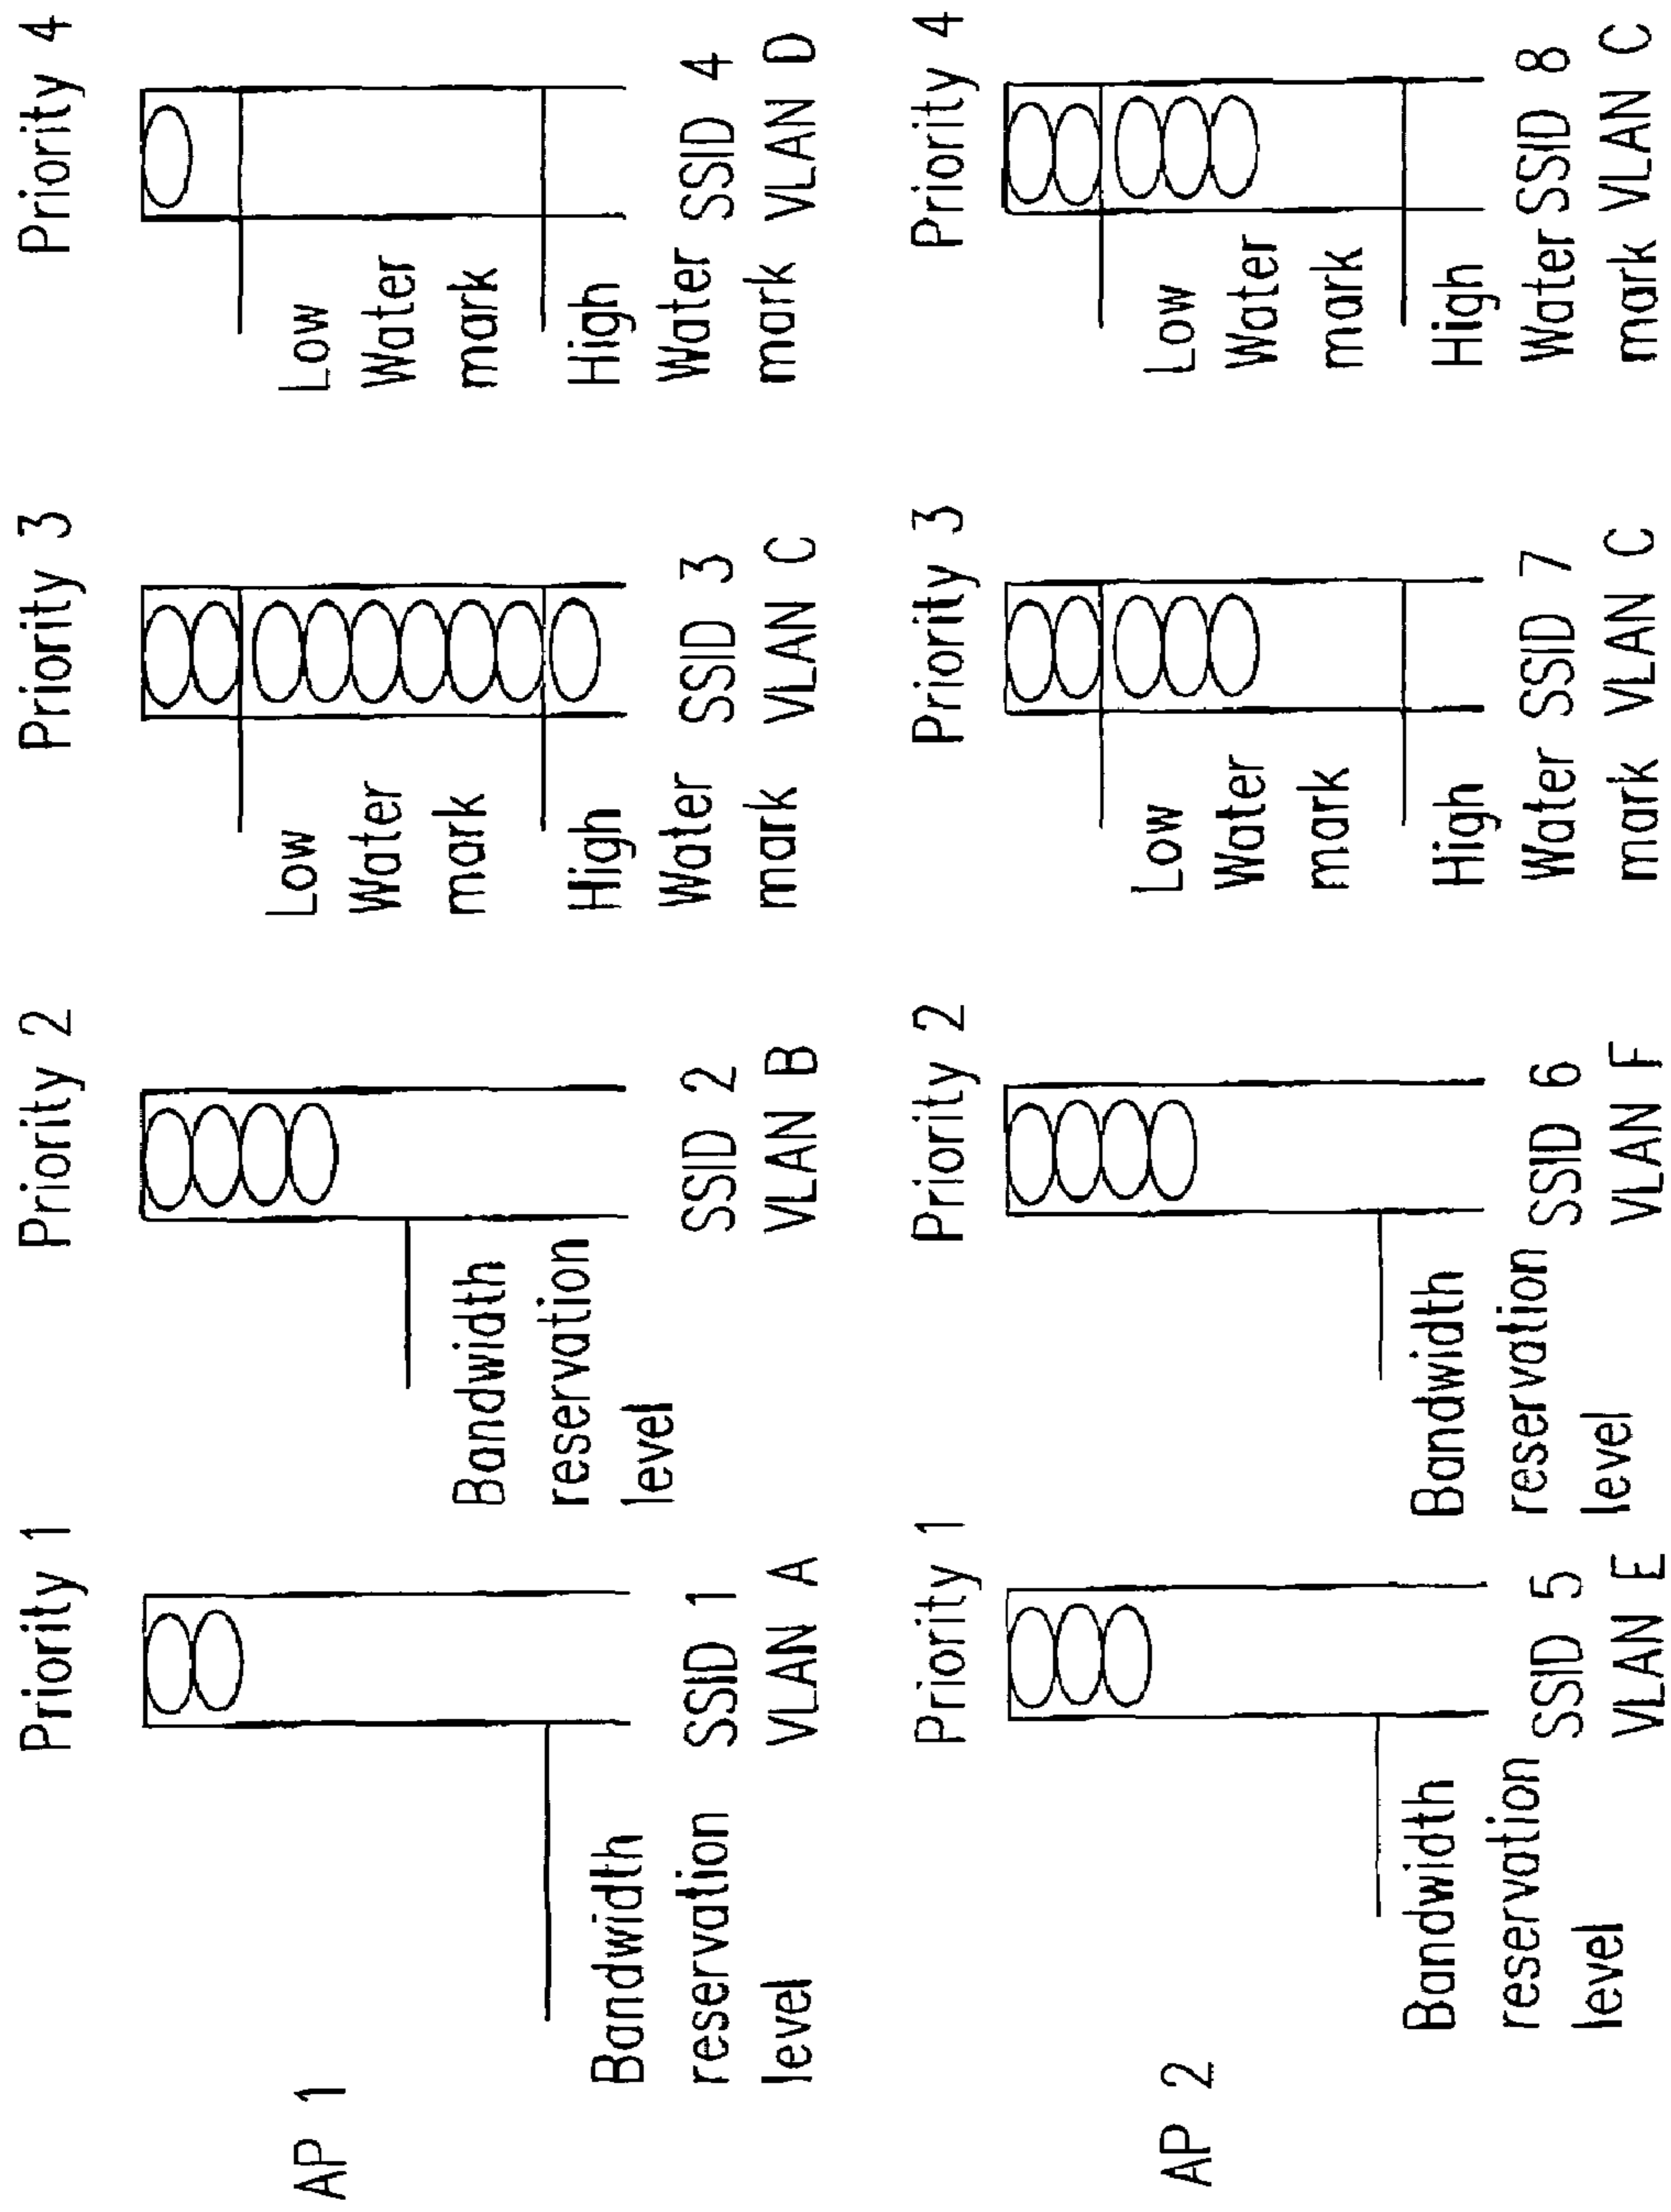 AP 1
Priority 1
Bandwidth
reservation
level
SSID 1
VLAN A
Priority 2
Bandwidth
reservation
level
SSID 2
VLAN B
Priority 3
Low
Water
mark
High
Water
mark
SSID 3
VLAN C
Priority 4
Low
Water
mark
High
Water
mark
SSID 4
VLAN D
AP 2
Priority 1
Bandwidth
reservation
level
SSID 5
VLAN E
Priority 2
Bandwidth
reservation
level
SSID 6
VLAN F
Priority 3
Low
Water
mark
High
Water
mark
SSID 7
VLAN C
Priority 4
Low
Water
mark
High
Water
mark
SSID 8
VLAN C